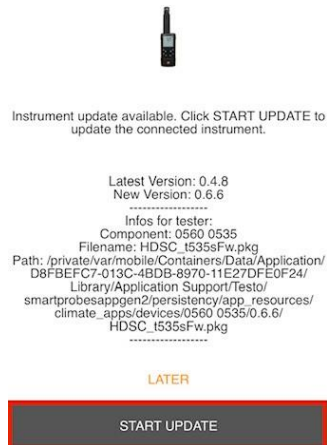 Instrument update available. Click START UPDATE to
update the connected instrument.
Latest Version: 0.4.8
New Version: 0.6.6
------------------
Infos for tester:
Component: 0560 0535
Filename: HDSC_t535sFw.pkg
Path: /private/var/mobile/Containers/Data/Application/
D8FBEFC7-013C-4BDB-8970-11E27DFE0F24/
Library/Application Support/Testo/
smartprobesappgen2/persistency/app_resources/
climate_apps/devices/0560 0535/0.6.6/
HDSC_t535sFw.pkg
------------------
LATER
START UPDATE